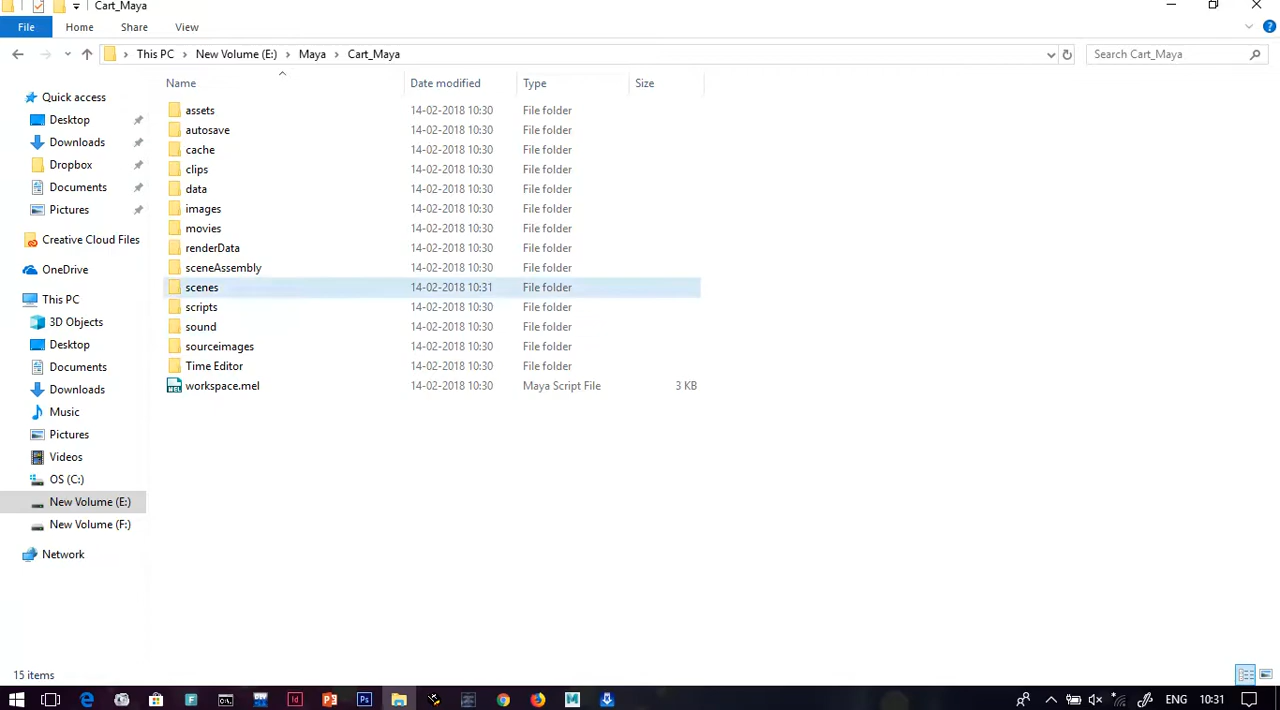 Cart_Maya
File Home Share View
This PC New Volume (E:) Maya Cart_Maya Search Cart_Maya
Name Date modified Type Size
Quick access
Desktop
Downloads
Dropbox
Documents
Pictures
Creative Cloud Files
OneDrive
This PC
3D Objects
Desktop
Documents
Downloads
Music
Pictures
Videos
OS (C:)
New Volume (E:)
New Volume (F:)
Network
assets 14-02-2018 10:30 File folder
autosave 14-02-2018 10:30 File folder
cache 14-02-2018 10:30 File folder
clips 14-02-2018 10:30 File folder
data 14-02-2018 10:30 File folder
images 14-02-2018 10:30 File folder
movies 14-02-2018 10:30 File folder
renderData 14-02-2018 10:30 File folder
sceneAssembly 14-02-2018 10:30 File folder
scenes 14-02-2018 10:31 File folder
scripts 14-02-2018 10:30 File folder
sound 14-02-2018 10:30 File folder
sourceimages 14-02-2018 10:30 File folder
Time Editor 14-02-2018 10:30 File folder
workspace.mel 14-02-2018 10:30 Maya Script File 3 KB
15 items
ENG 10:31